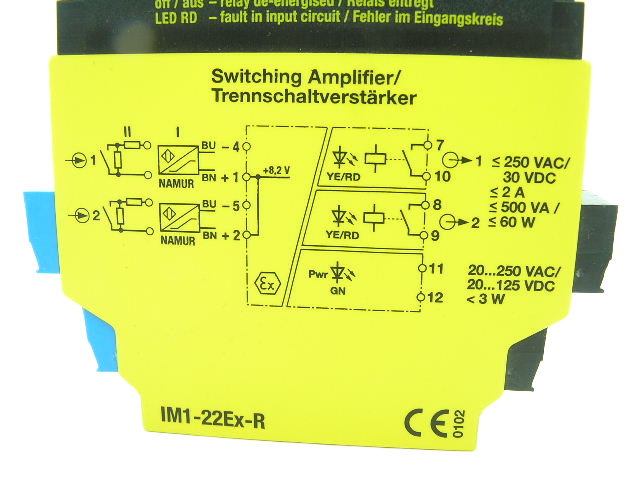 off / aus – relay de-energised / Relais entregt
LED RD – fault in input circuit / Fehler im Eingangskreis
Switching Amplifier/
Trennschaltverstärker
II I
1
BU – 4
BN + 1
NAMUR
+8,2 V
YE/RD
7
10
1
≤ 250 VAC/
30 VDC
≤ 2 A
≤ 500 VA /
≤ 60 W
2
BU – 5
BN + 2
NAMUR
YE/RD
8
9
2
Ex
Pwr
GN
11
12
20...250 VAC/
20...125 VDC
< 3 W
IM1-22Ex-R
CE 0102